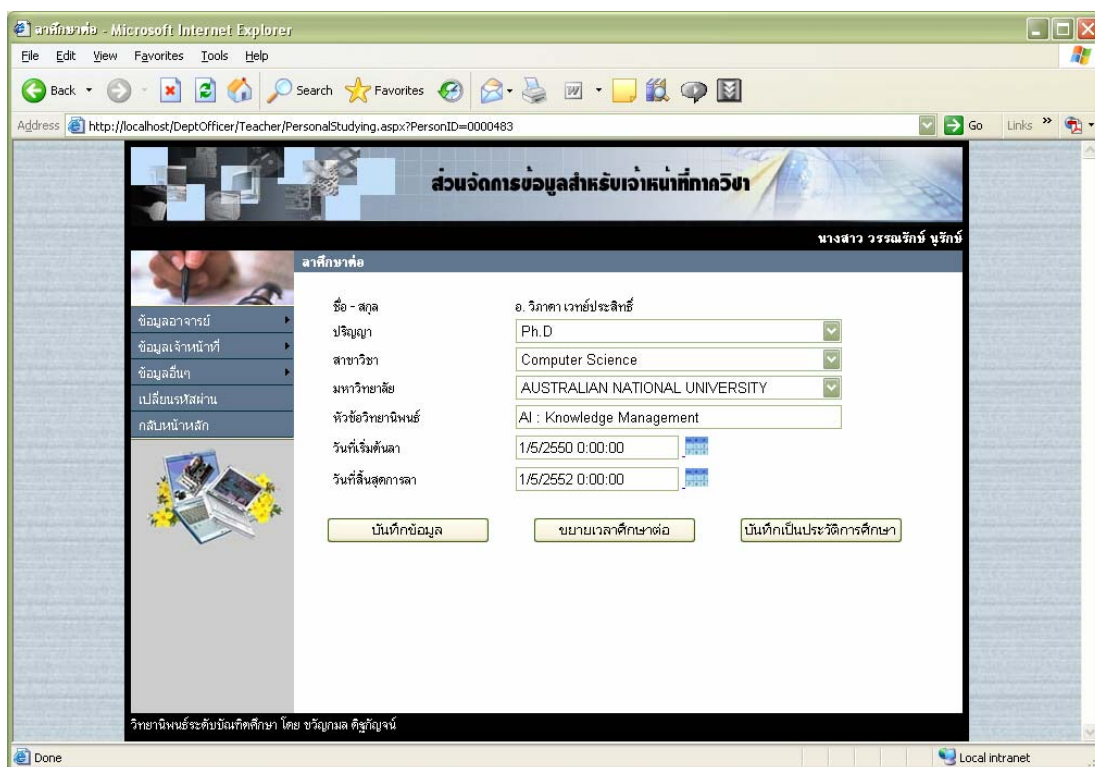 ลาศึกษาต่อ - Microsoft Internet Explorer
File Edit View Favorites Tools Help
Back Search Favorites
Address http://localhost/DeptOfficer/Teacher/PersonalStudying.aspx?PersonID=0000483 Go Links »
ส่วนจัดการข้อมูลสำหรับเจ้าหน้าที่ภาควิชา
นางสาว วรรณรักษ์ นุรักษ์
ลาศึกษาต่อ
ข้อมูลอาจารย์
ข้อมูลเจ้าหน้าที่
ข้อมูลอื่นๆ
เปลี่ยนรหัสผ่าน
กลับหน้าหลัก
ชื่อ - สกุล อ. วิภาดา เวทย์ประสิทธิ์
ปริญญา Ph.D
สาขาวิชา Computer Science
มหาวิทยาลัย AUSTRALIAN NATIONAL UNIVERSITY
หัวข้อวิทยานิพนธ์ AI : Knowledge Management
วันที่เริ่มต้นลา 1/5/2550 0:00:00
วันที่สิ้นสุดการลา 1/5/2552 0:00:00
บันทึกข้อมูล ขยายเวลาศึกษาต่อ บันทึกเป็นประวัติการศึกษา
วิทยานิพนธ์ระดับบัณฑิตศึกษา โดย ขวัญกมล ดิฐกัญจน์
Done Local intranet